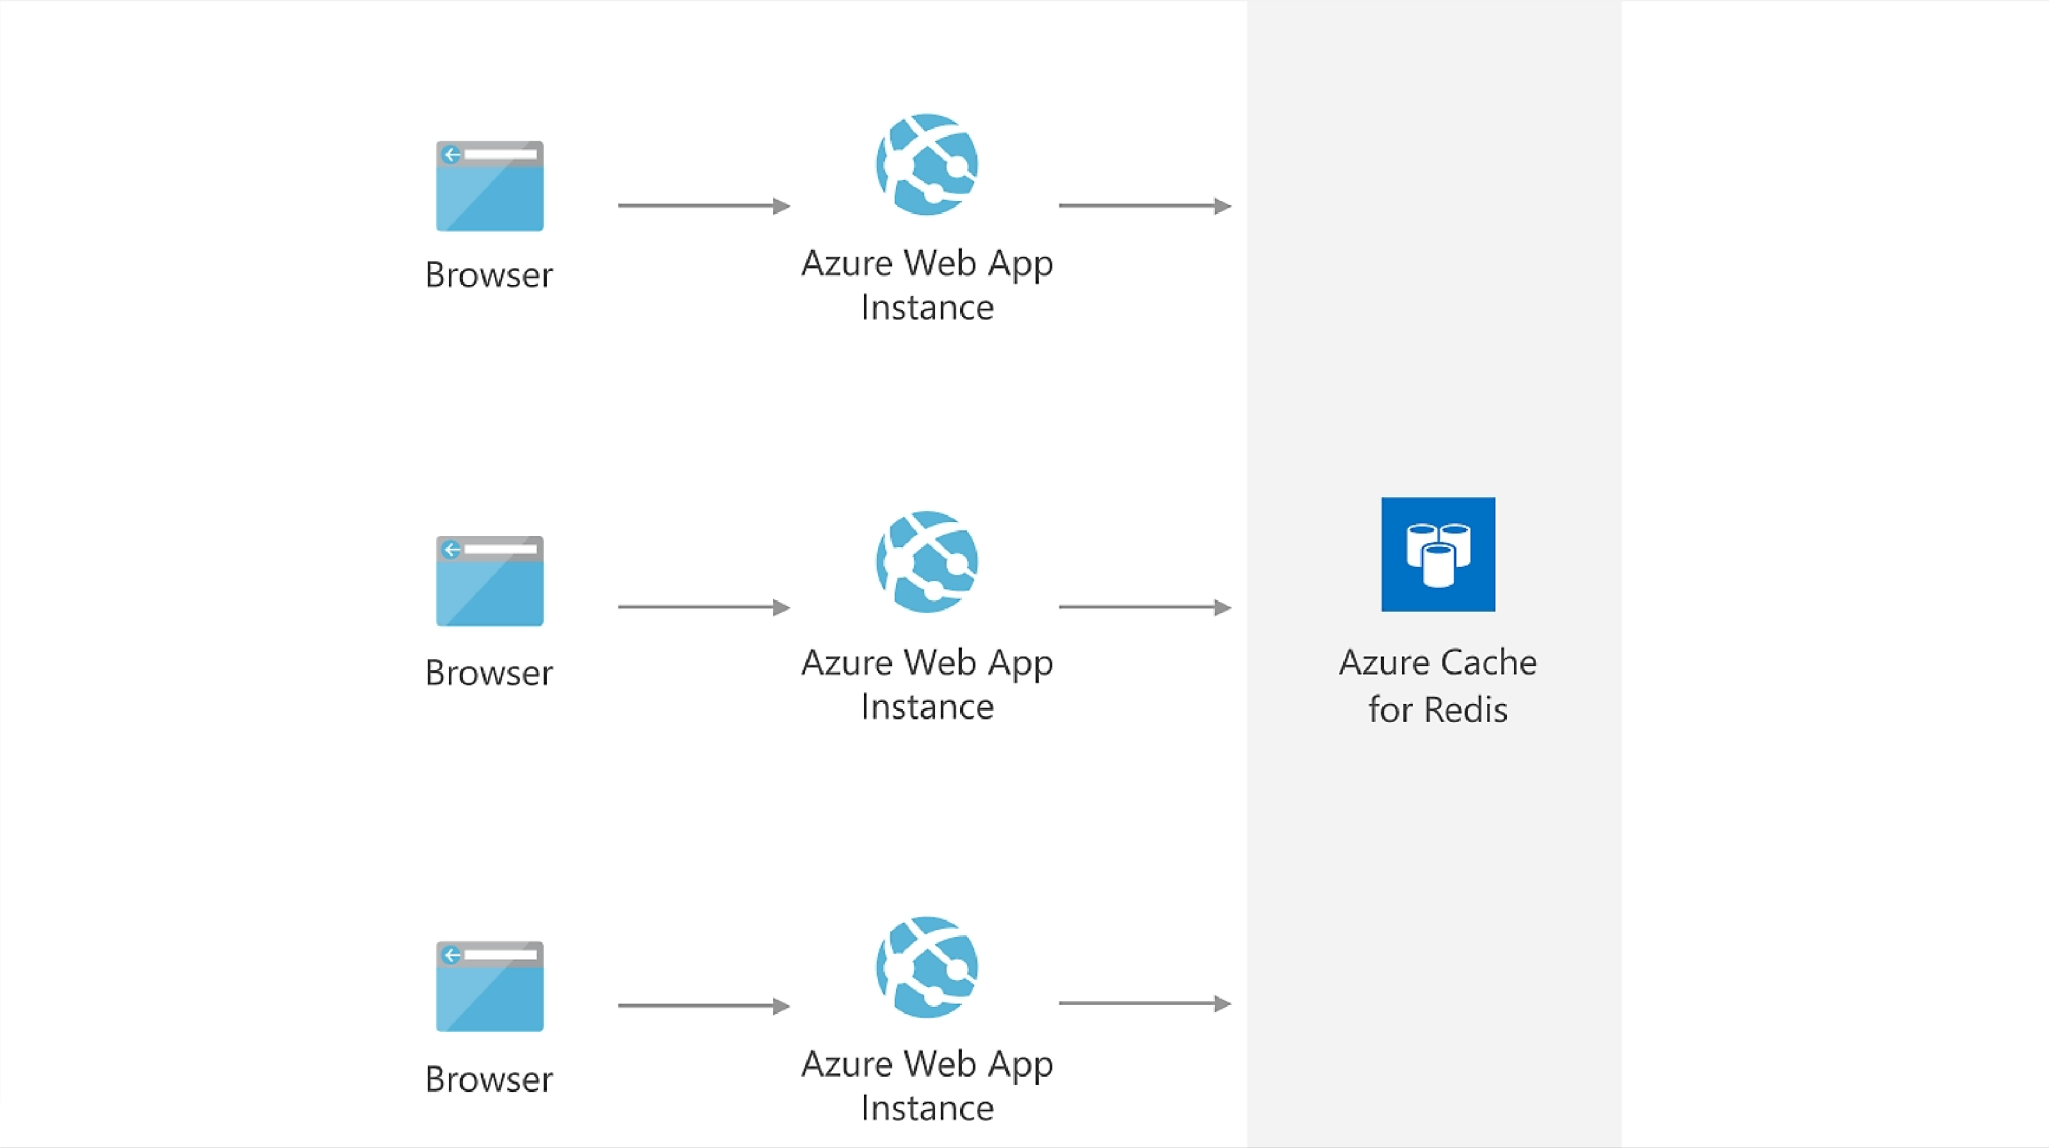 Browser
Azure Web App
Instance
Browser
Azure Web App
Instance
Azure Cache
for Redis
Browser
Azure Web App
Instance